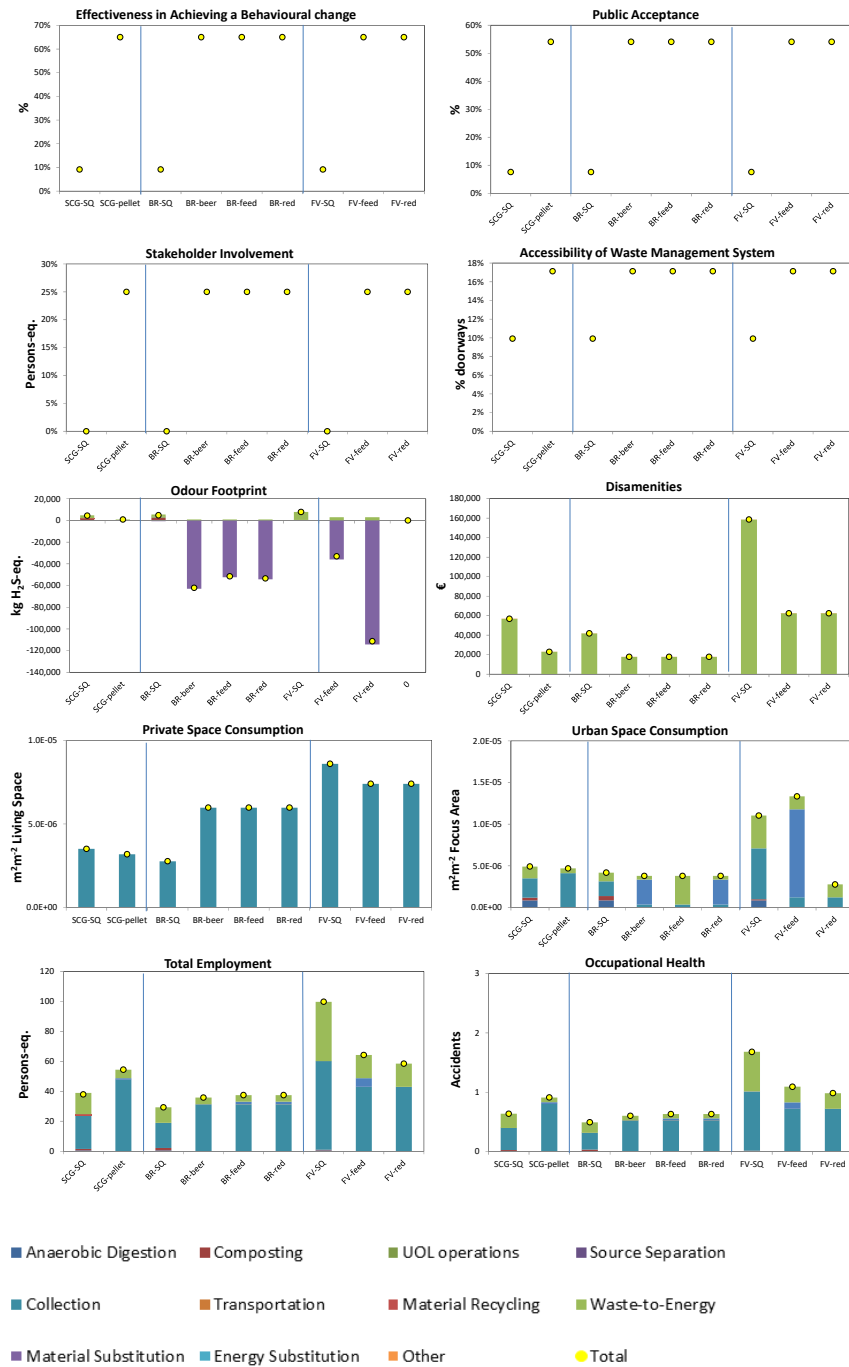 Effectiveness in Achieving a Behavioural change
70%
60%
50%
40%
30%
20%
10%
0%
%
SCG-SQ SCG-pellet BR-SQ BR-beer BR-feed BR-red FV-SQ FV-feed FV-red
Public Acceptance
60%
50%
40%
30%
20%
10%
0%
%
SCG-SQ SCG-pellet BR-SQ BR-beer BR-feed BR-red FV-SQ FV-feed FV-red
Stakeholder Involvement
30%
25%
20%
15%
10%
5%
0%
Persons-eq.
SCG-SQ SCG-pellet BR-SQ BR-beer BR-feed BR-red FV-SQ FV-feed FV-red
Accessibility of Waste Management System
18%
16%
14%
12%
10%
8%
6%
4%
2%
0%
% doorways
SCG-SQ SCG-pellet BR-SQ BR-beer BR-feed BR-red FV-SQ FV-feed FV-red
Odour Footprint
20,000
0
-20,000
-40,000
-60,000
-80,000
-100,000
-120,000
-140,000
kg H₂S-eq.
SCG-SQ SCG-pellet BR-SQ BR-beer BR-feed BR-red FV-SQ FV-feed FV-red 0
Disamenities
180,000
160,000
140,000
120,000
100,000
80,000
60,000
40,000
20,000
0
€
SCG-SQ SCG-pellet BR-SQ BR-beer BR-feed BR-red FV-SQ FV-feed FV-red
Private Space Consumption
1.0E-05
5.0E-06
0.0E+00
m²m⁻² Living Space
SCG-SQ SCG-pellet BR-SQ BR-beer BR-feed BR-red FV-SQ FV-feed FV-red
Urban Space Consumption
2.0E-05
1.5E-05
1.0E-05
5.0E-06
0.0E+00
m²m⁻² Focus Area
SCG-SQ SCG-pellet BR-SQ BR-beer BR-feed BR-red FV-SQ FV-feed FV-red
Total Employment
120
100
80
60
40
20
0
Persons-eq.
SCG-SQ SCG-pellet BR-SQ BR-beer BR-feed BR-red FV-SQ FV-feed FV-red
Occupational Health
3
2
1
0
Accidents
SCG-SQ SCG-pellet BR-SQ BR-beer BR-feed BR-red FV-SQ FV-feed FV-red
Anaerobic Digestion Composting UOL operations Source Separation
Collection Transportation Material Recycling Waste-to-Energy
Material Substitution Energy Substitution Other Total